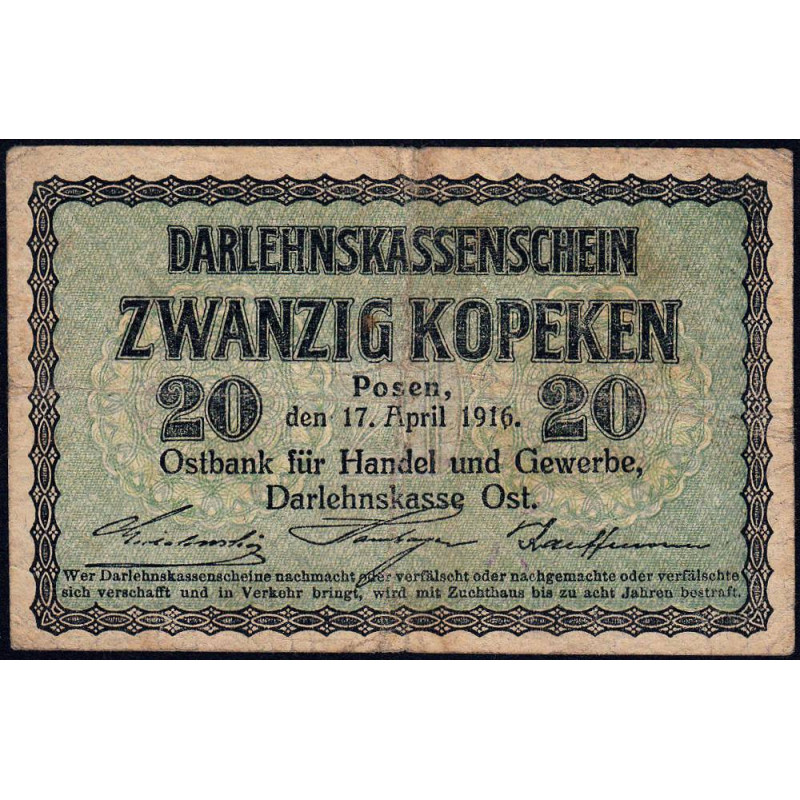 DARLEHNSKASSENSCHEIN
ZWANZIG KOPEKEN
20 Posen, 20
den 17. April 1916.
Ostbank für Handel und Gewerbe,
Darlehnskasse Ost.
Wer Darlehnskassenscheine nachmacht oder verfälscht oder nachgemachte oder verfälschte
sich verschafft und in Verkehr bringt, wird mit Zuchthaus bis zu acht Jahren bestraft.